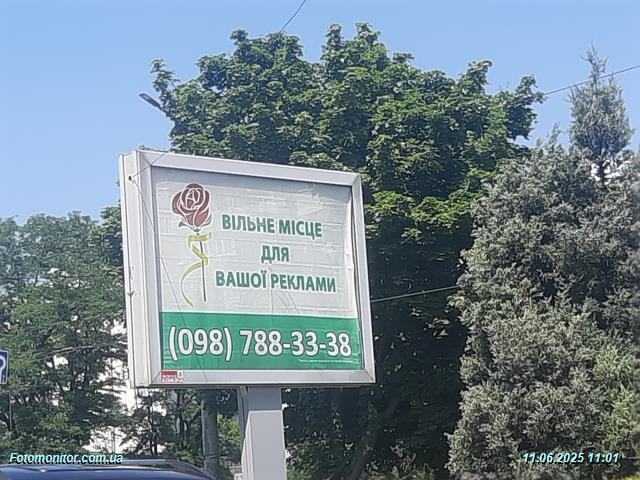 ВІЛЬНЕ МІСЦЕ
ДЛЯ
ВАШОЇ РЕКЛАМИ
(098) 788-33-38
Fotomonitor.com.ua
11.06.2025 11:01